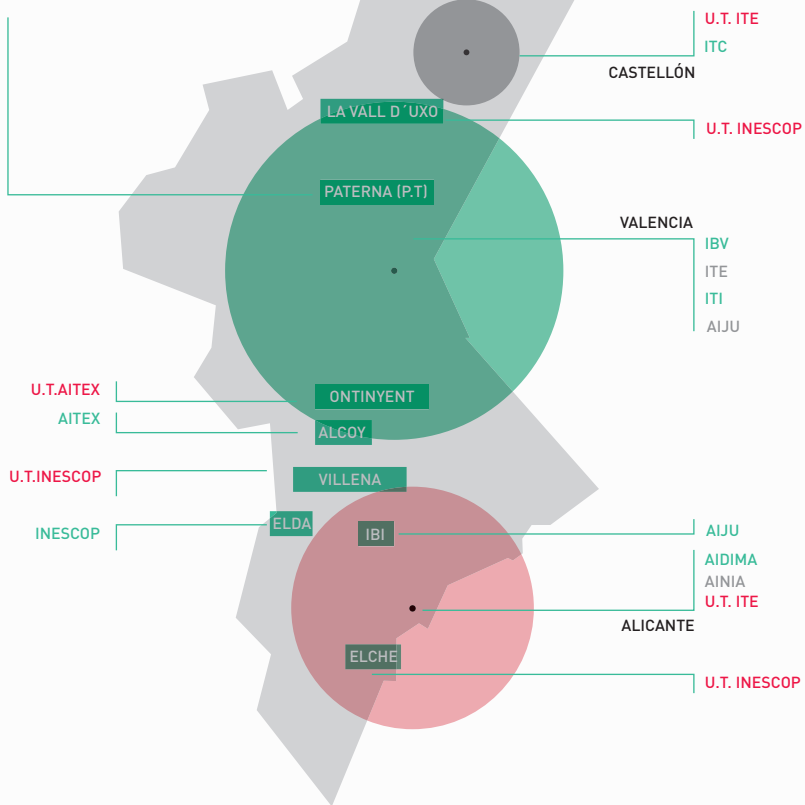 U.T. ITE
ITC
CASTELLÓN
LA VALL D´UXO
U.T. INESCOP
PATERNA (P.T)
VALENCIA
IBV
ITE
ITI
AIJU
U.T.AITEX
AITEX
ONTINYENT
ALCOY
U.T.INESCOP
VILLENA
INESCOP
ELDA
IBI
AIJU
AIDIMA
AINIA
U.T. ITE
ALICANTE
ELCHE
U.T. INESCOP